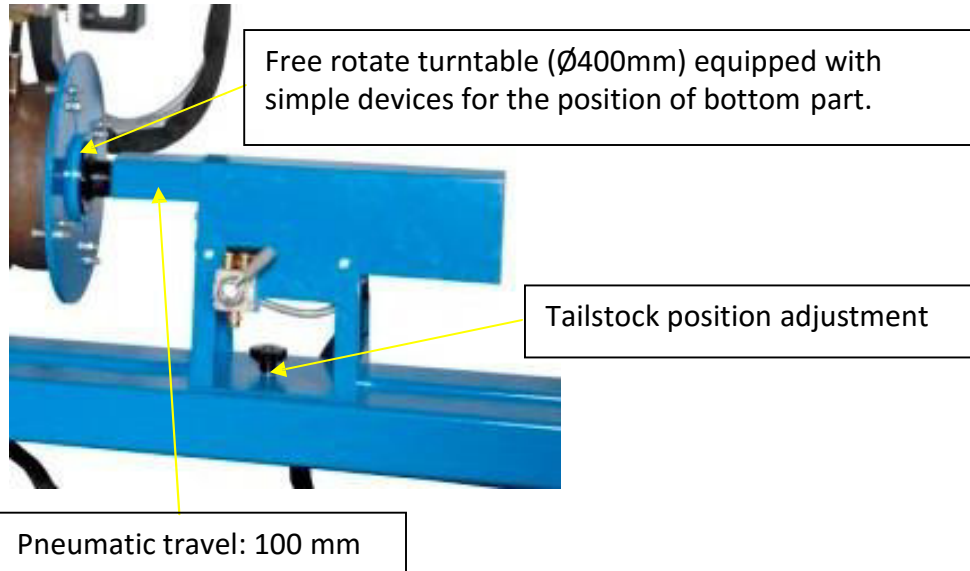 Free rotate turntable (Ø400mm) equipped with
simple devices for the position of bottom part.
Tailstock position adjustment
Pneumatic travel: 100 mm